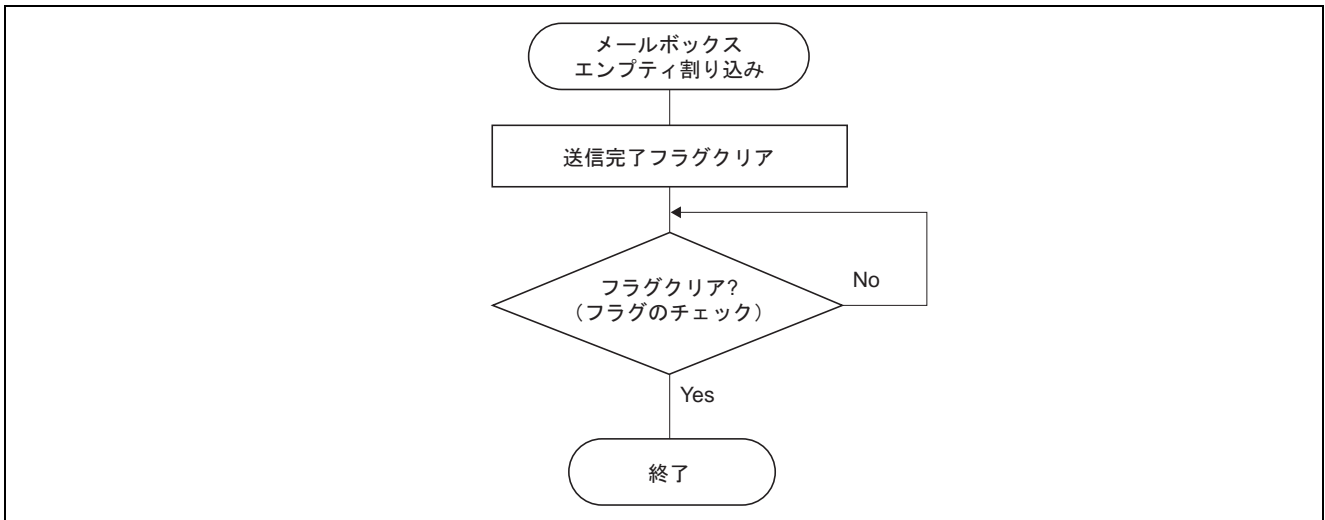 メールボックス
エンプティ割り込み
送信完了フラグクリア
フラグクリア?
（フラグのチェック）
No
Yes
終了